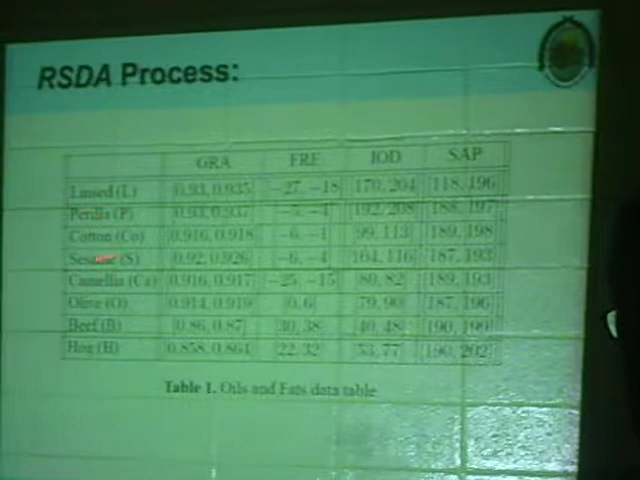 RSDA Process:
GRA FRE IOD SAP
Linsed (L) [0.93, 0.935] [-27, -18] [170, 204] [118, 196]
Perilla (P) [0.93, 0.937] [-5, -4] [192, 208] [188, 197]
Cotton (Co) [0.916, 0.918] [-6, -1] [99, 113] [189, 198]
(S) [0.92, 0.926] [-6, -4] [104, 116] [187, 193]
Camellia (Ca) [0.916, 0.917] [-25, -15] [80, 82] [189, 193]
Olive (O) [0.914, 0.919] [0, 6] [79, 90] [187, 196]
Beef (B) [0.86, 0.87] [30, 38] [40, 48] [190, 199]
Hog (H) [0.858, 0.864] [22, 32] [53, 77] [190, 202]
Table 1. Oils and Fats data table